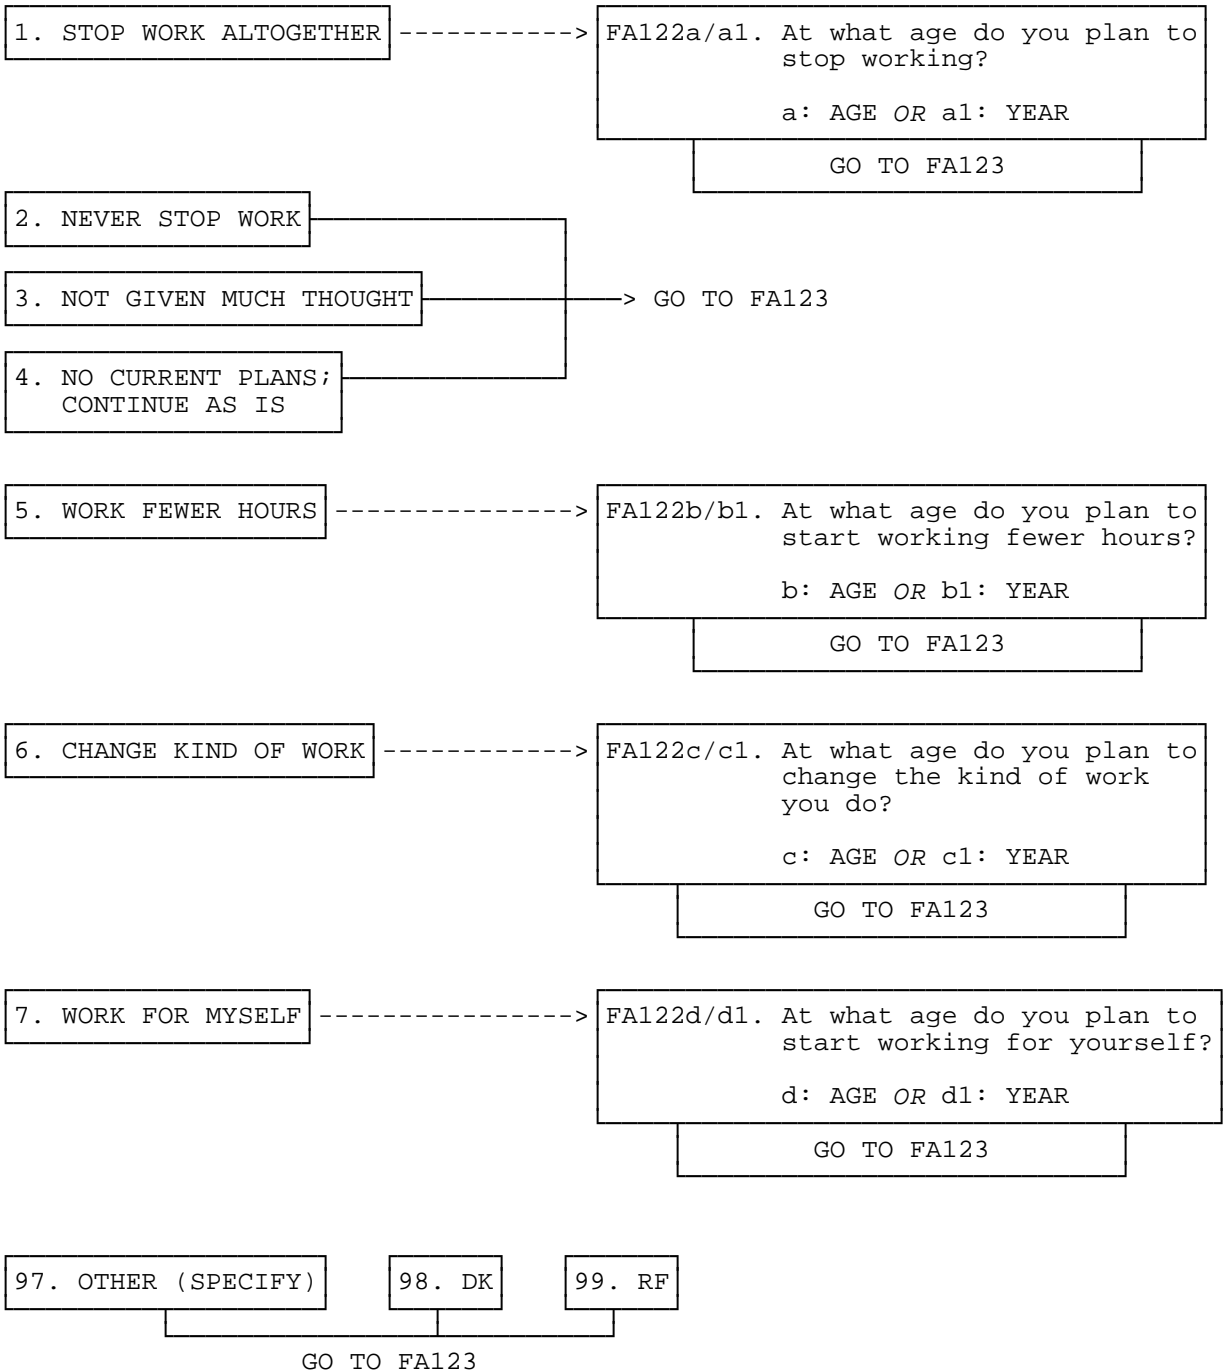 1. STOP WORK ALTOGETHER -----------> FA122a/a1. At what age do you plan to
stop working?
a: AGE OR a1: YEAR
GO TO FA123
2. NEVER STOP WORK
3. NOT GIVEN MUCH THOUGHT > GO TO FA123
4. NO CURRENT PLANS;
CONTINUE AS IS
5. WORK FEWER HOURS ---------------> FA122b/b1. At what age do you plan to
start working fewer hours?
b: AGE OR b1: YEAR
GO TO FA123
6. CHANGE KIND OF WORK ------------> FA122c/c1. At what age do you plan to
change the kind of work
you do?
c: AGE OR c1: YEAR
GO TO FA123
7. WORK FOR MYSELF ----------------> FA122d/d1. At what age do you plan to
start working for yourself?
d: AGE OR d1: YEAR
GO TO FA123
97. OTHER (SPECIFY) 98. DK 99. RF
GO TO FA123